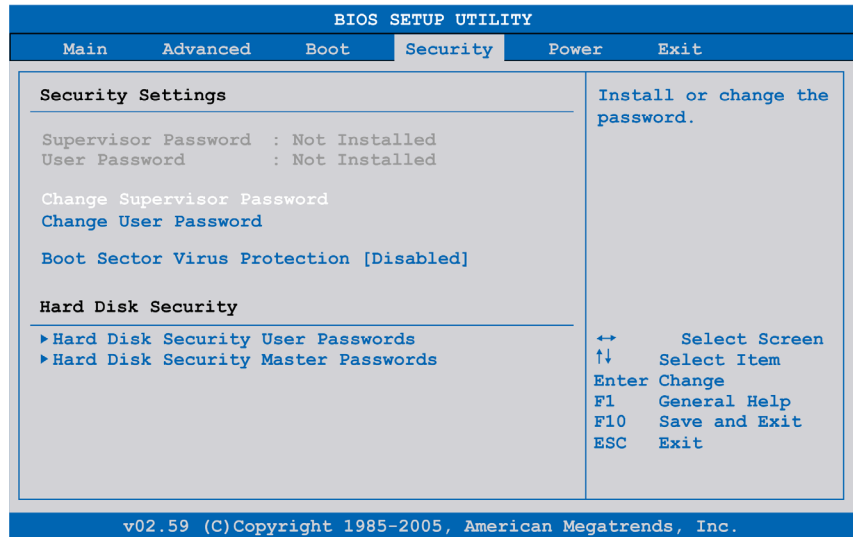 BIOS SETUP UTILITY
Main Advanced Boot Security Power Exit
Security Settings
Supervisor Password : Not Installed
User Password : Not Installed
Change Supervisor Password
Change User Password
Boot Sector Virus Protection [Disabled]
Hard Disk Security
Hard Disk Security User Passwords
Hard Disk Security Master Passwords
Install or change the
password.
↔ Select Screen
↑↓ Select Item
Enter Change
F1 General Help
F10 Save and Exit
ESC Exit
v02.59 (C)Copyright 1985-2005, American Megatrends, Inc.